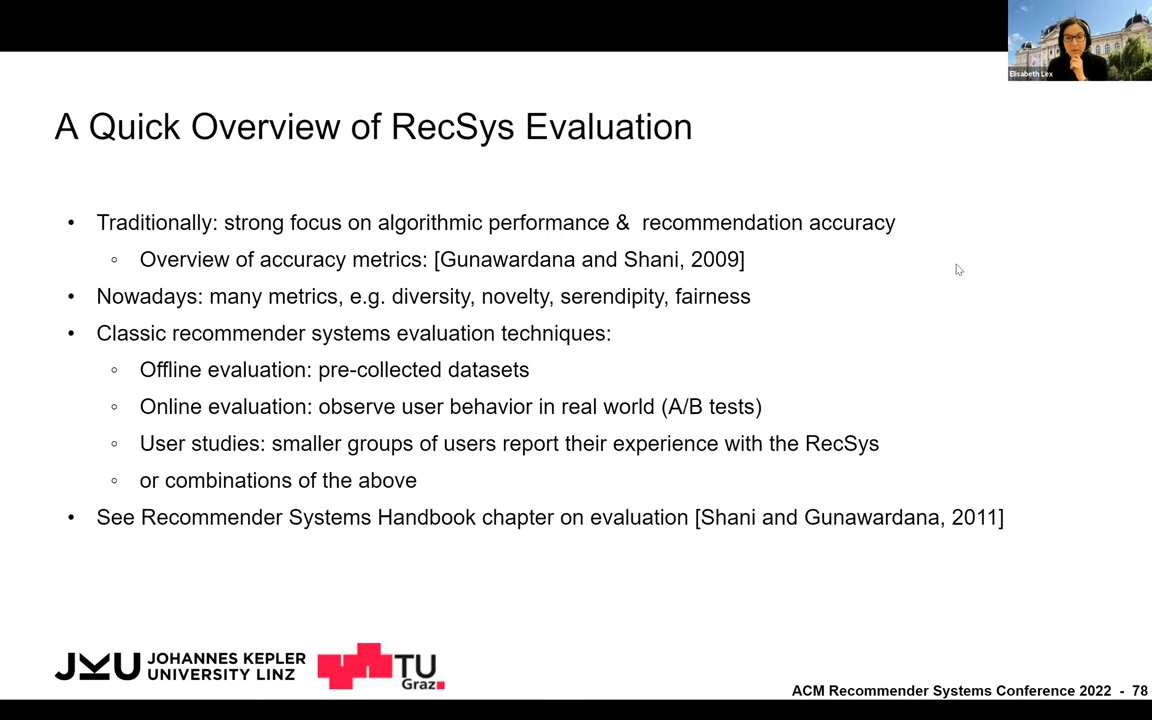 Elisabeth Lex
A Quick Overview of RecSys Evaluation
• Traditionally: strong focus on algorithmic performance & recommendation accuracy
◦ Overview of accuracy metrics: [Gunawardana and Shani, 2009]
• Nowadays: many metrics, e.g. diversity, novelty, serendipity, fairness
• Classic recommender systems evaluation techniques:
◦ Offline evaluation: pre-collected datasets
◦ Online evaluation: observe user behavior in real world (A/B tests)
◦ User studies: smaller groups of users report their experience with the RecSys
◦ or combinations of the above
• See Recommender Systems Handbook chapter on evaluation [Shani and Gunawardana, 2011]
JKU JOHANNES KEPLER
UNIVERSITY LINZ
TU
Graz
ACM Recommender Systems Conference 2022 - 78